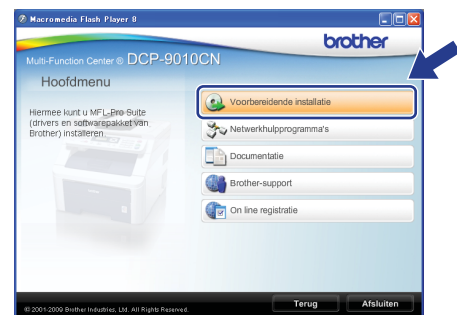 Macromedia Flash Player 8
brother
Multi-Function Center ® DCP-9010CN
Hoofdmenu
Hiermee kunt u MFL-Pro Suite
(drivers en softwarepakket van
Brother) installeren.
Voorbereidende installatie
Netwerkhulpprogramma's
Documentatie
Brother-support
On line registratie
© 2001-2009 Brother Industries, Ltd. All Rights Reserved.
Terug
Afsluiten